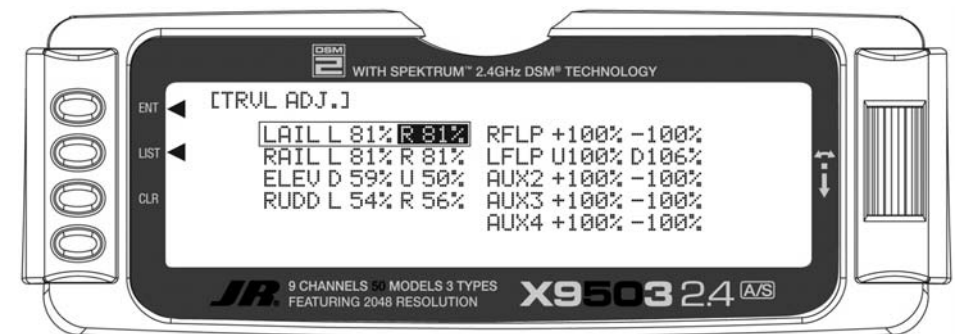 DSM
2
WITH SPEKTRUM™ 2.4GHz DSM® TECHNOLOGY
ENT
LIST
CLR
[TRVL ADJ.]
LAIL L 81% R 81%
RAIL L 81% R 81%
ELEV D 59% U 50%
RUDD L 54% R 56%
RFLP +100% -100%
LFLP U100% D106%
AUX2 +100% -100%
AUX3 +100% -100%
AUX4 +100% -100%
JR®
9 CHANNELS 50 MODELS 3 TYPES
FEATURING 2048 RESOLUTION
X9503 2.4 A/S